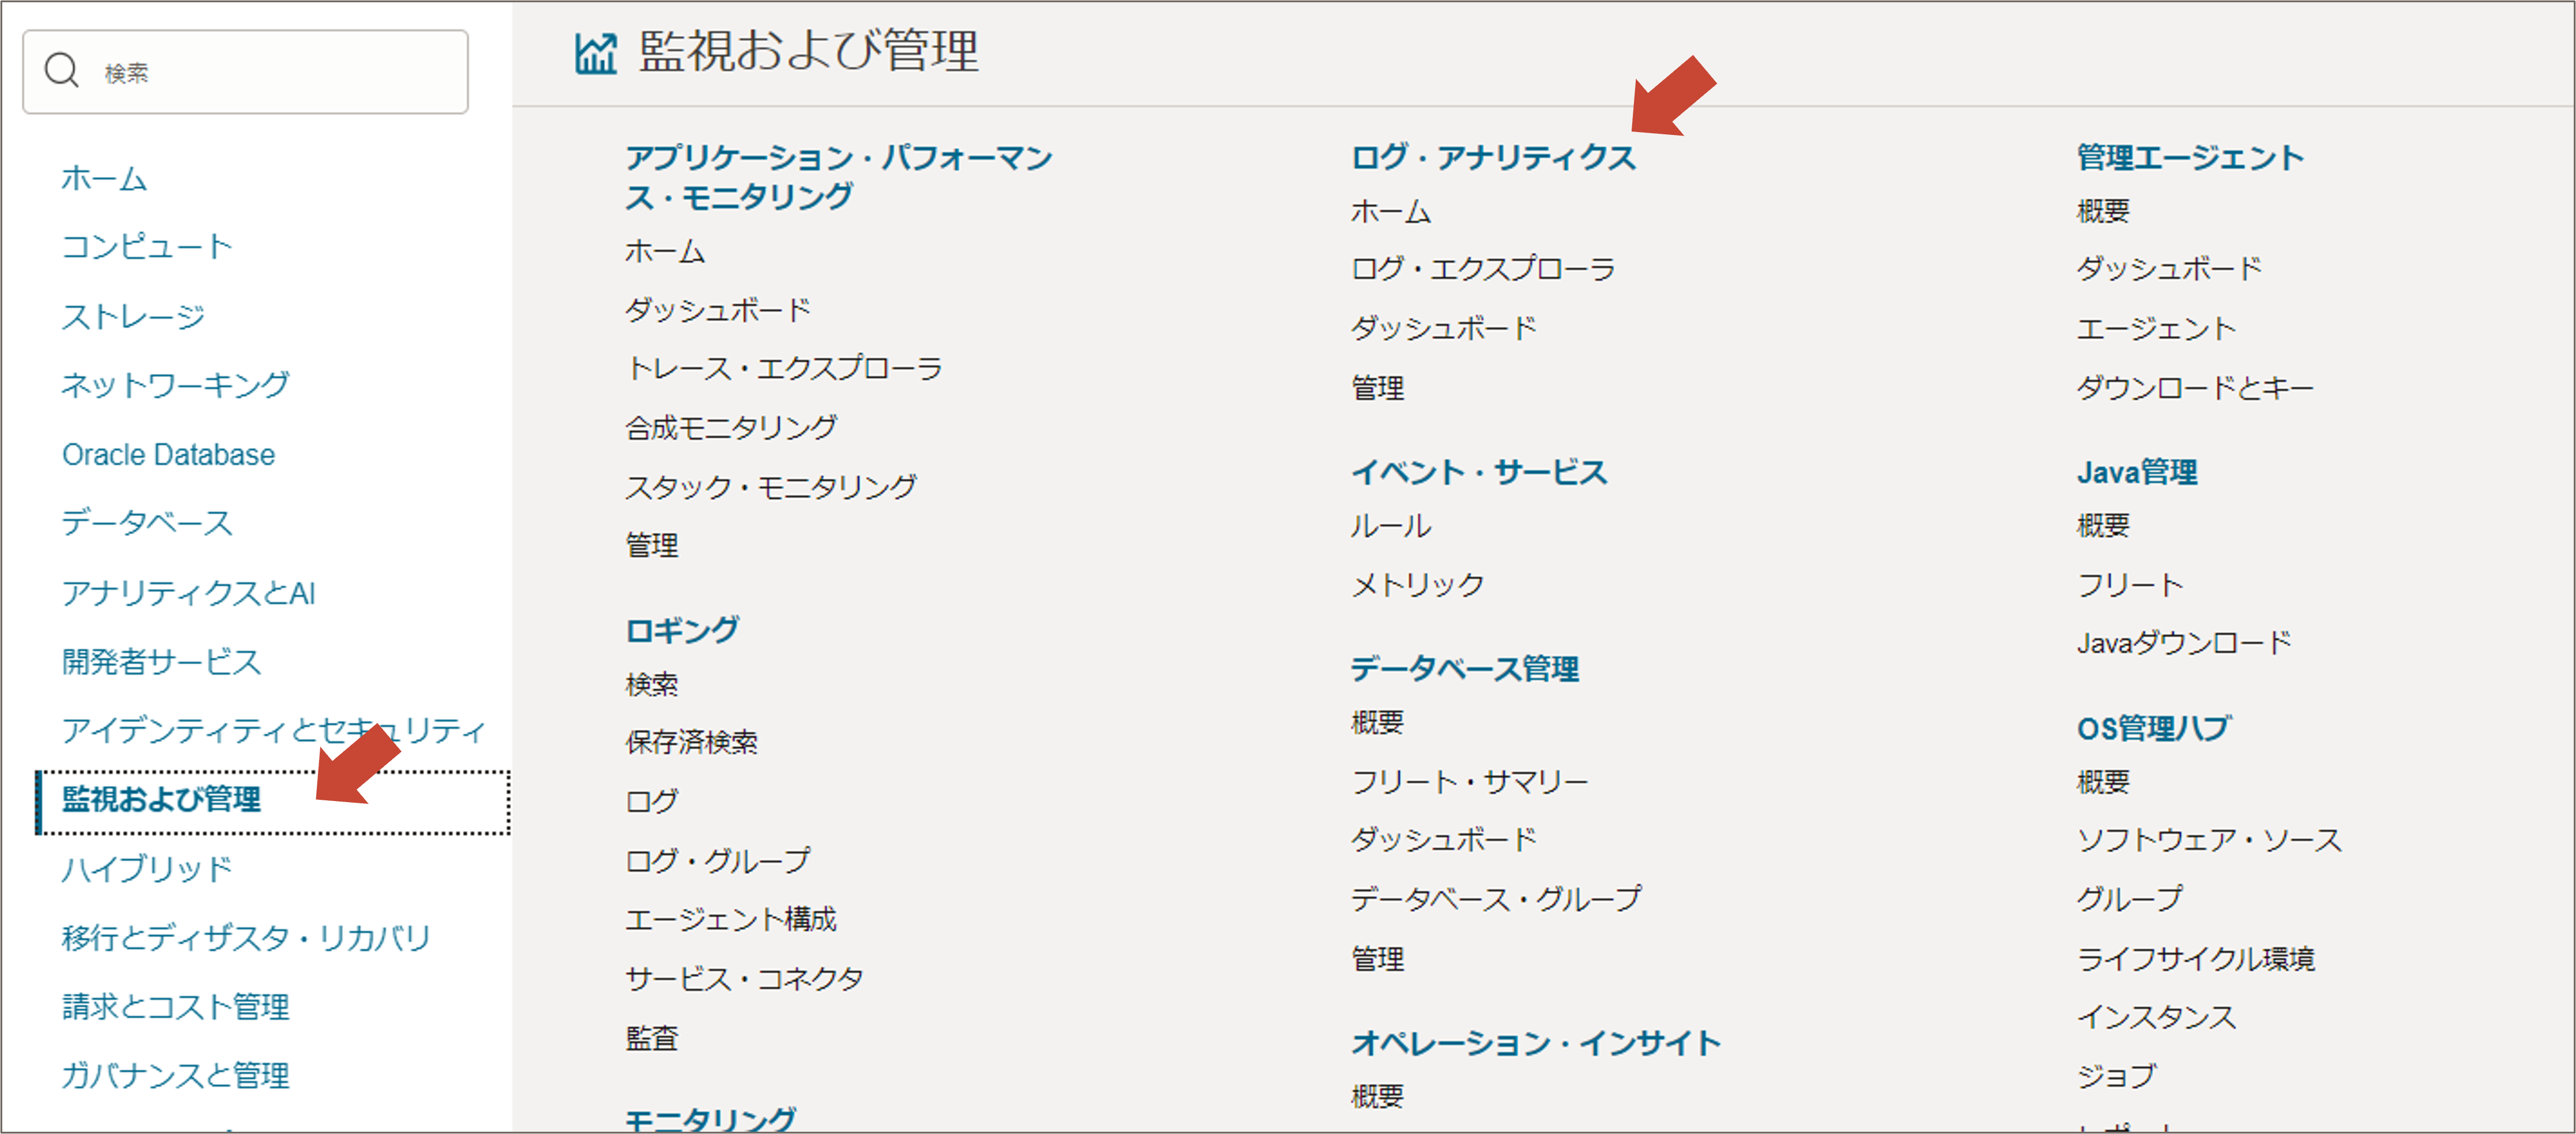 検索
ホーム
コンピュート
ストレージ
ネットワーキング
Oracle Database
データベース
アナリティクスとAI
開発者サービス
アイデンティティとセキュリティ
監視および管理
ハイブリッド
移行とディザスタ・リカバリ
請求とコスト管理
ガバナンスと管理
監視および管理
アプリケーション・パフォーマン
ス・モニタリング
ホーム
ダッシュボード
トレース・エクスプローラ
合成モニタリング
スタック・モニタリング
管理
ロギング
検索
保存済検索
ログ
ログ・グループ
エージェント構成
サービス・コネクタ
監査
モニタリング
ログ・アナリティクス
ホーム
ログ・エクスプローラ
ダッシュボード
管理
イベント・サービス
ルール
メトリック
データベース管理
概要
フリート・サマリー
ダッシュボード
データベース・グループ
管理
オペレーション・インサイト
概要
管理エージェント
概要
ダッシュボード
エージェント
ダウンロードとキー
Java管理
概要
フリート
Javaダウンロード
OS管理ハブ
概要
ソフトウェア・ソース
グループ
ライフサイクル環境
インスタンス
ジョブ